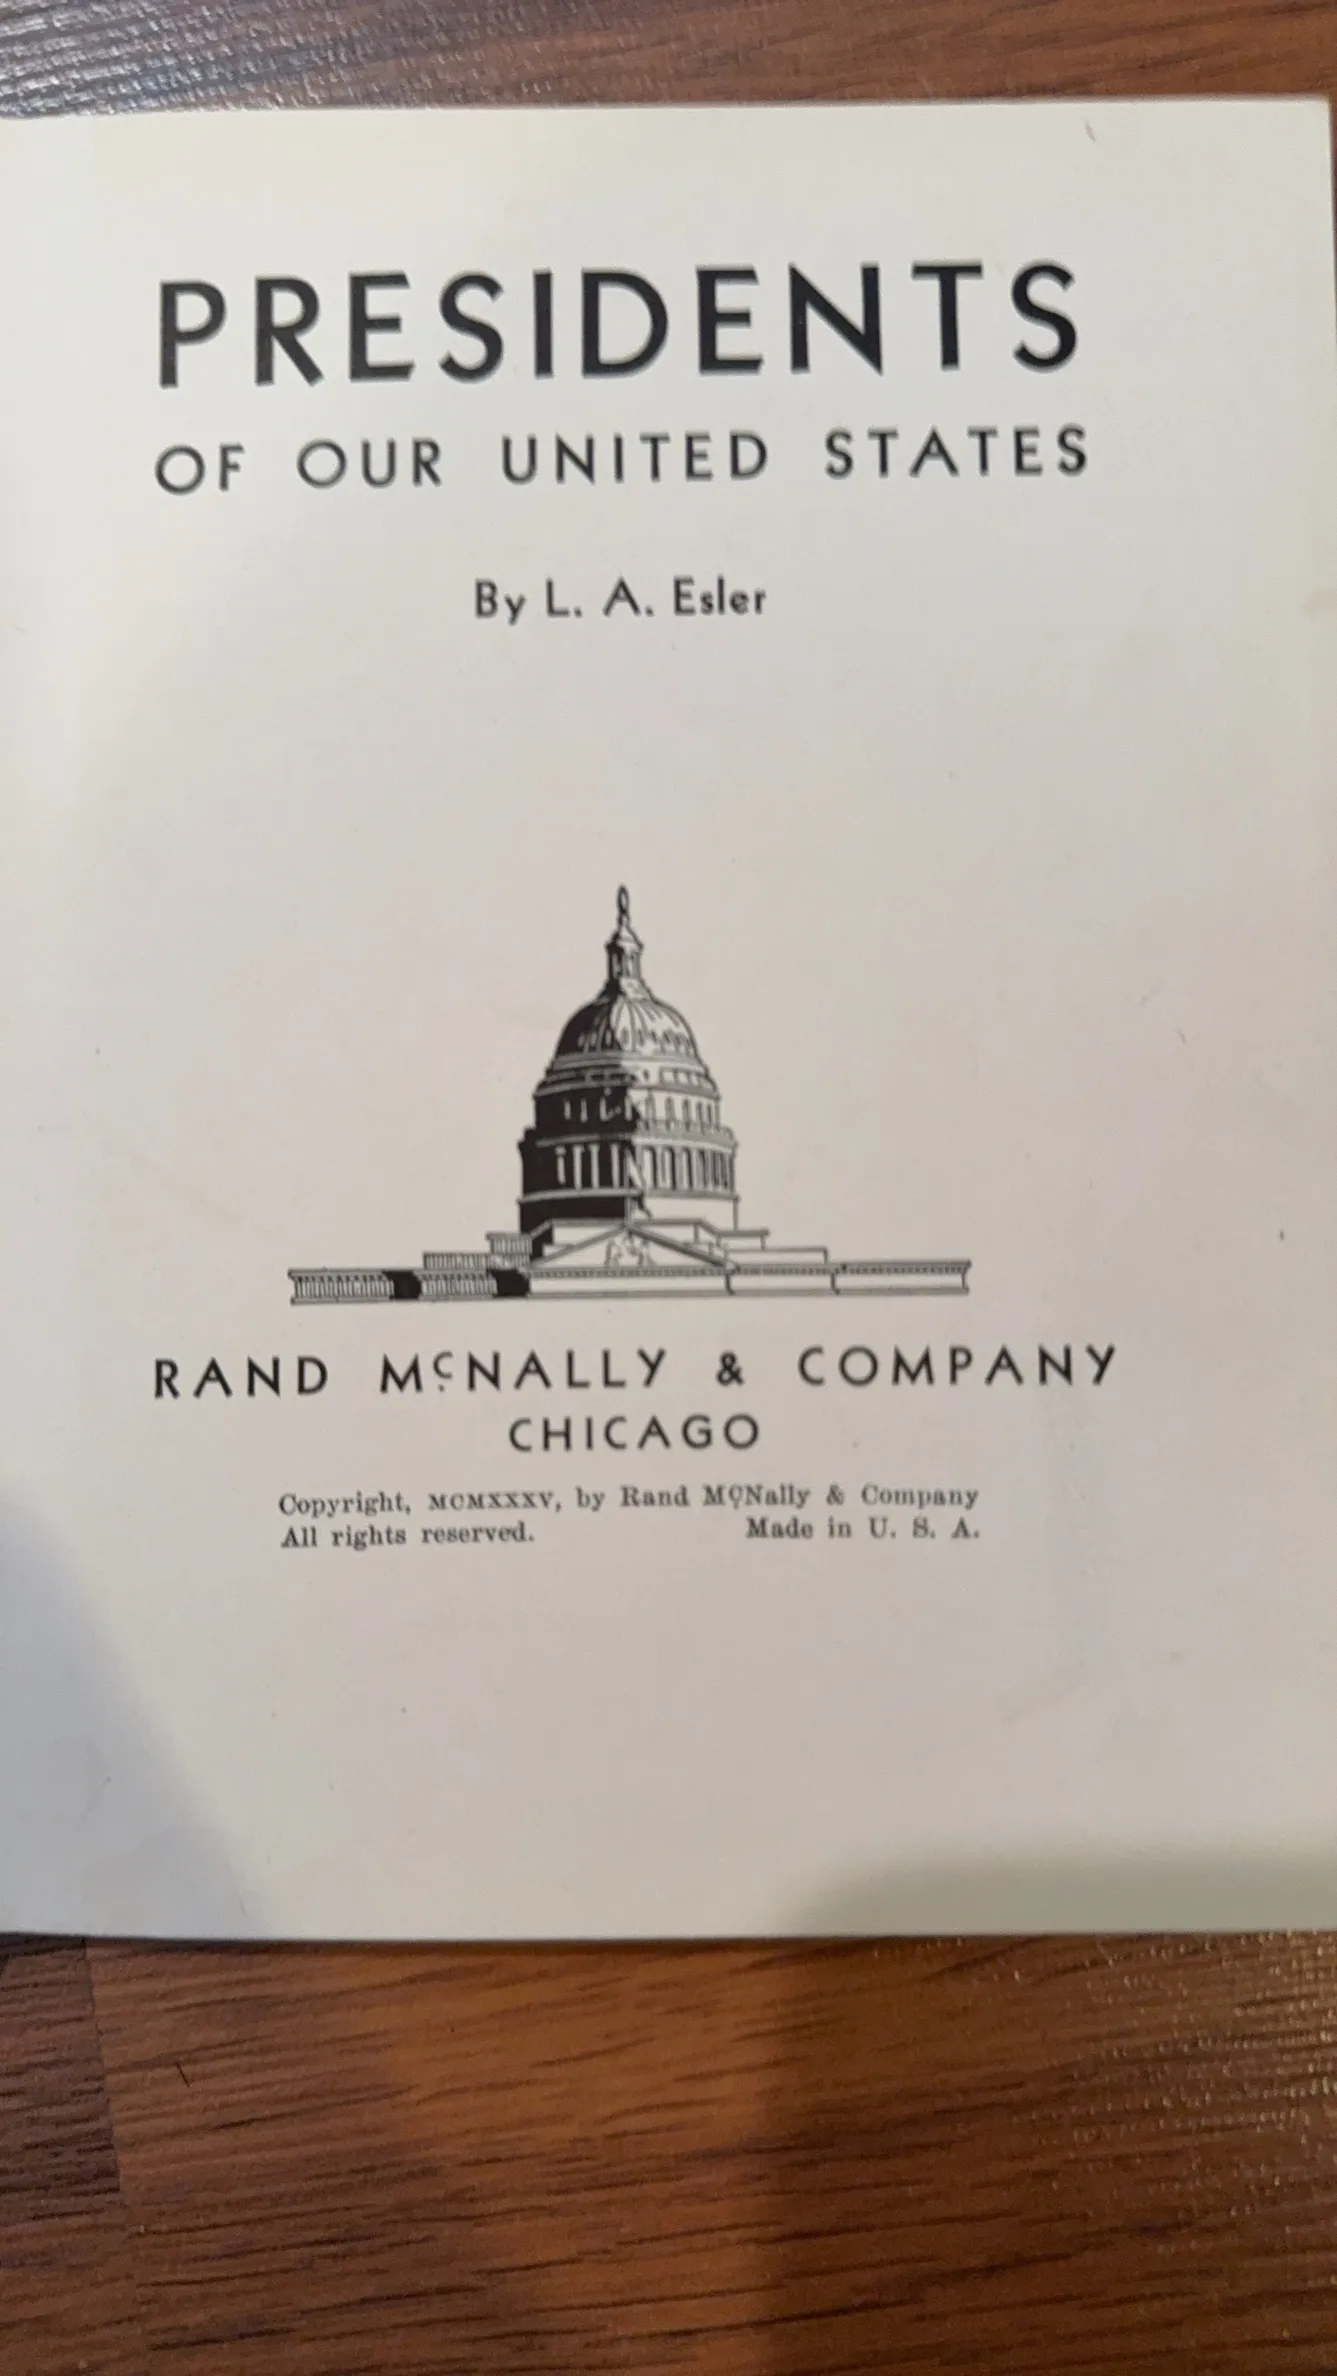 PRESIDENTS
OF OUR UNITED STATES
By L. A. Esler
RAND MCNALLY & COMPANY
CHICAGO
Copyright, MCMXXXV, by Rand McNally & Company
All rights reserved. Made in U. S. A.